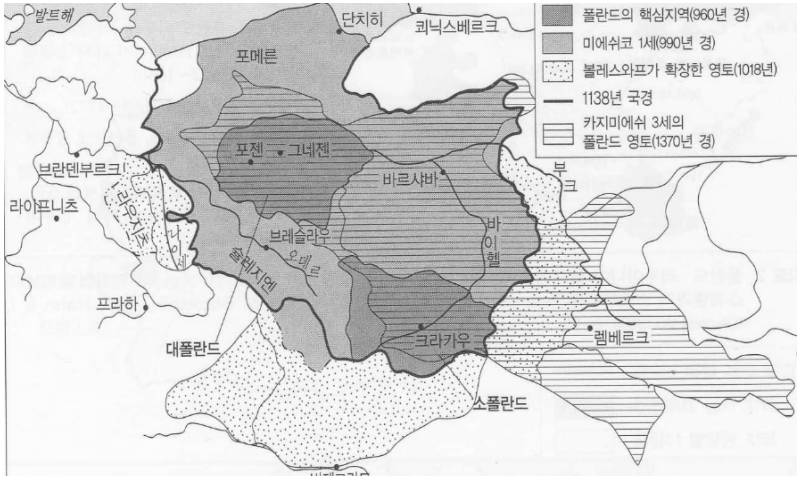 발트해
단치히
쾨닉스베르크
포메른
폴란드의 핵심지역(960년 경)
미에쉬코 1세(990년 경)
볼레스와프가 확장한 영토(1018년)
1138년 국경
카지미에쉬 3세의
폴란드 영토(1370년 경)
브란덴부르크
포젠
그네젠
바르샤바
부크
라이프니츠
라우지츠
나이세
브레슬라우
오데르
바이헬
슐레지엔
프라하
대폴란드
크라카우
렘베르크
소폴란드